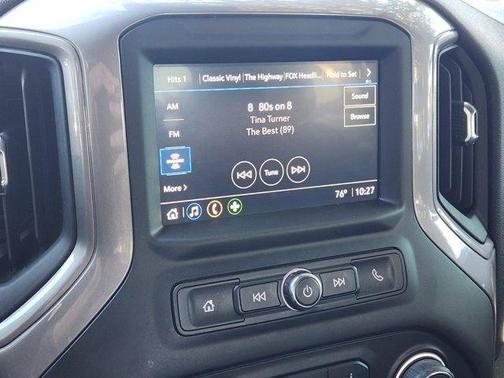 Hits 1 Classic Vinyl The Highway FOX Headli... Hold to Set
AM
8 80s on 8
Sound
Tina Turner
Browse
FM
The Best (89)
Tune
More
76° 10:27